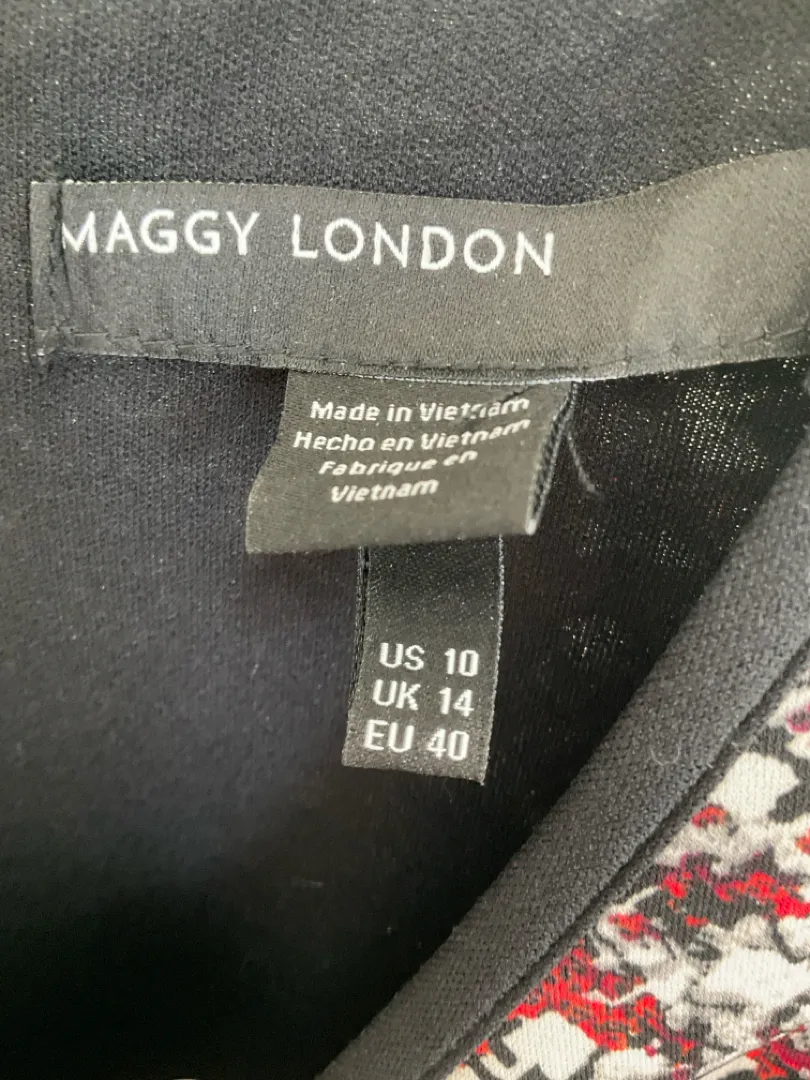 MAGGY LONDON
Made in Vietnam
Hecho en Vietnam
Fabrique en
Vietnam
US 10
UK 14
EU 40